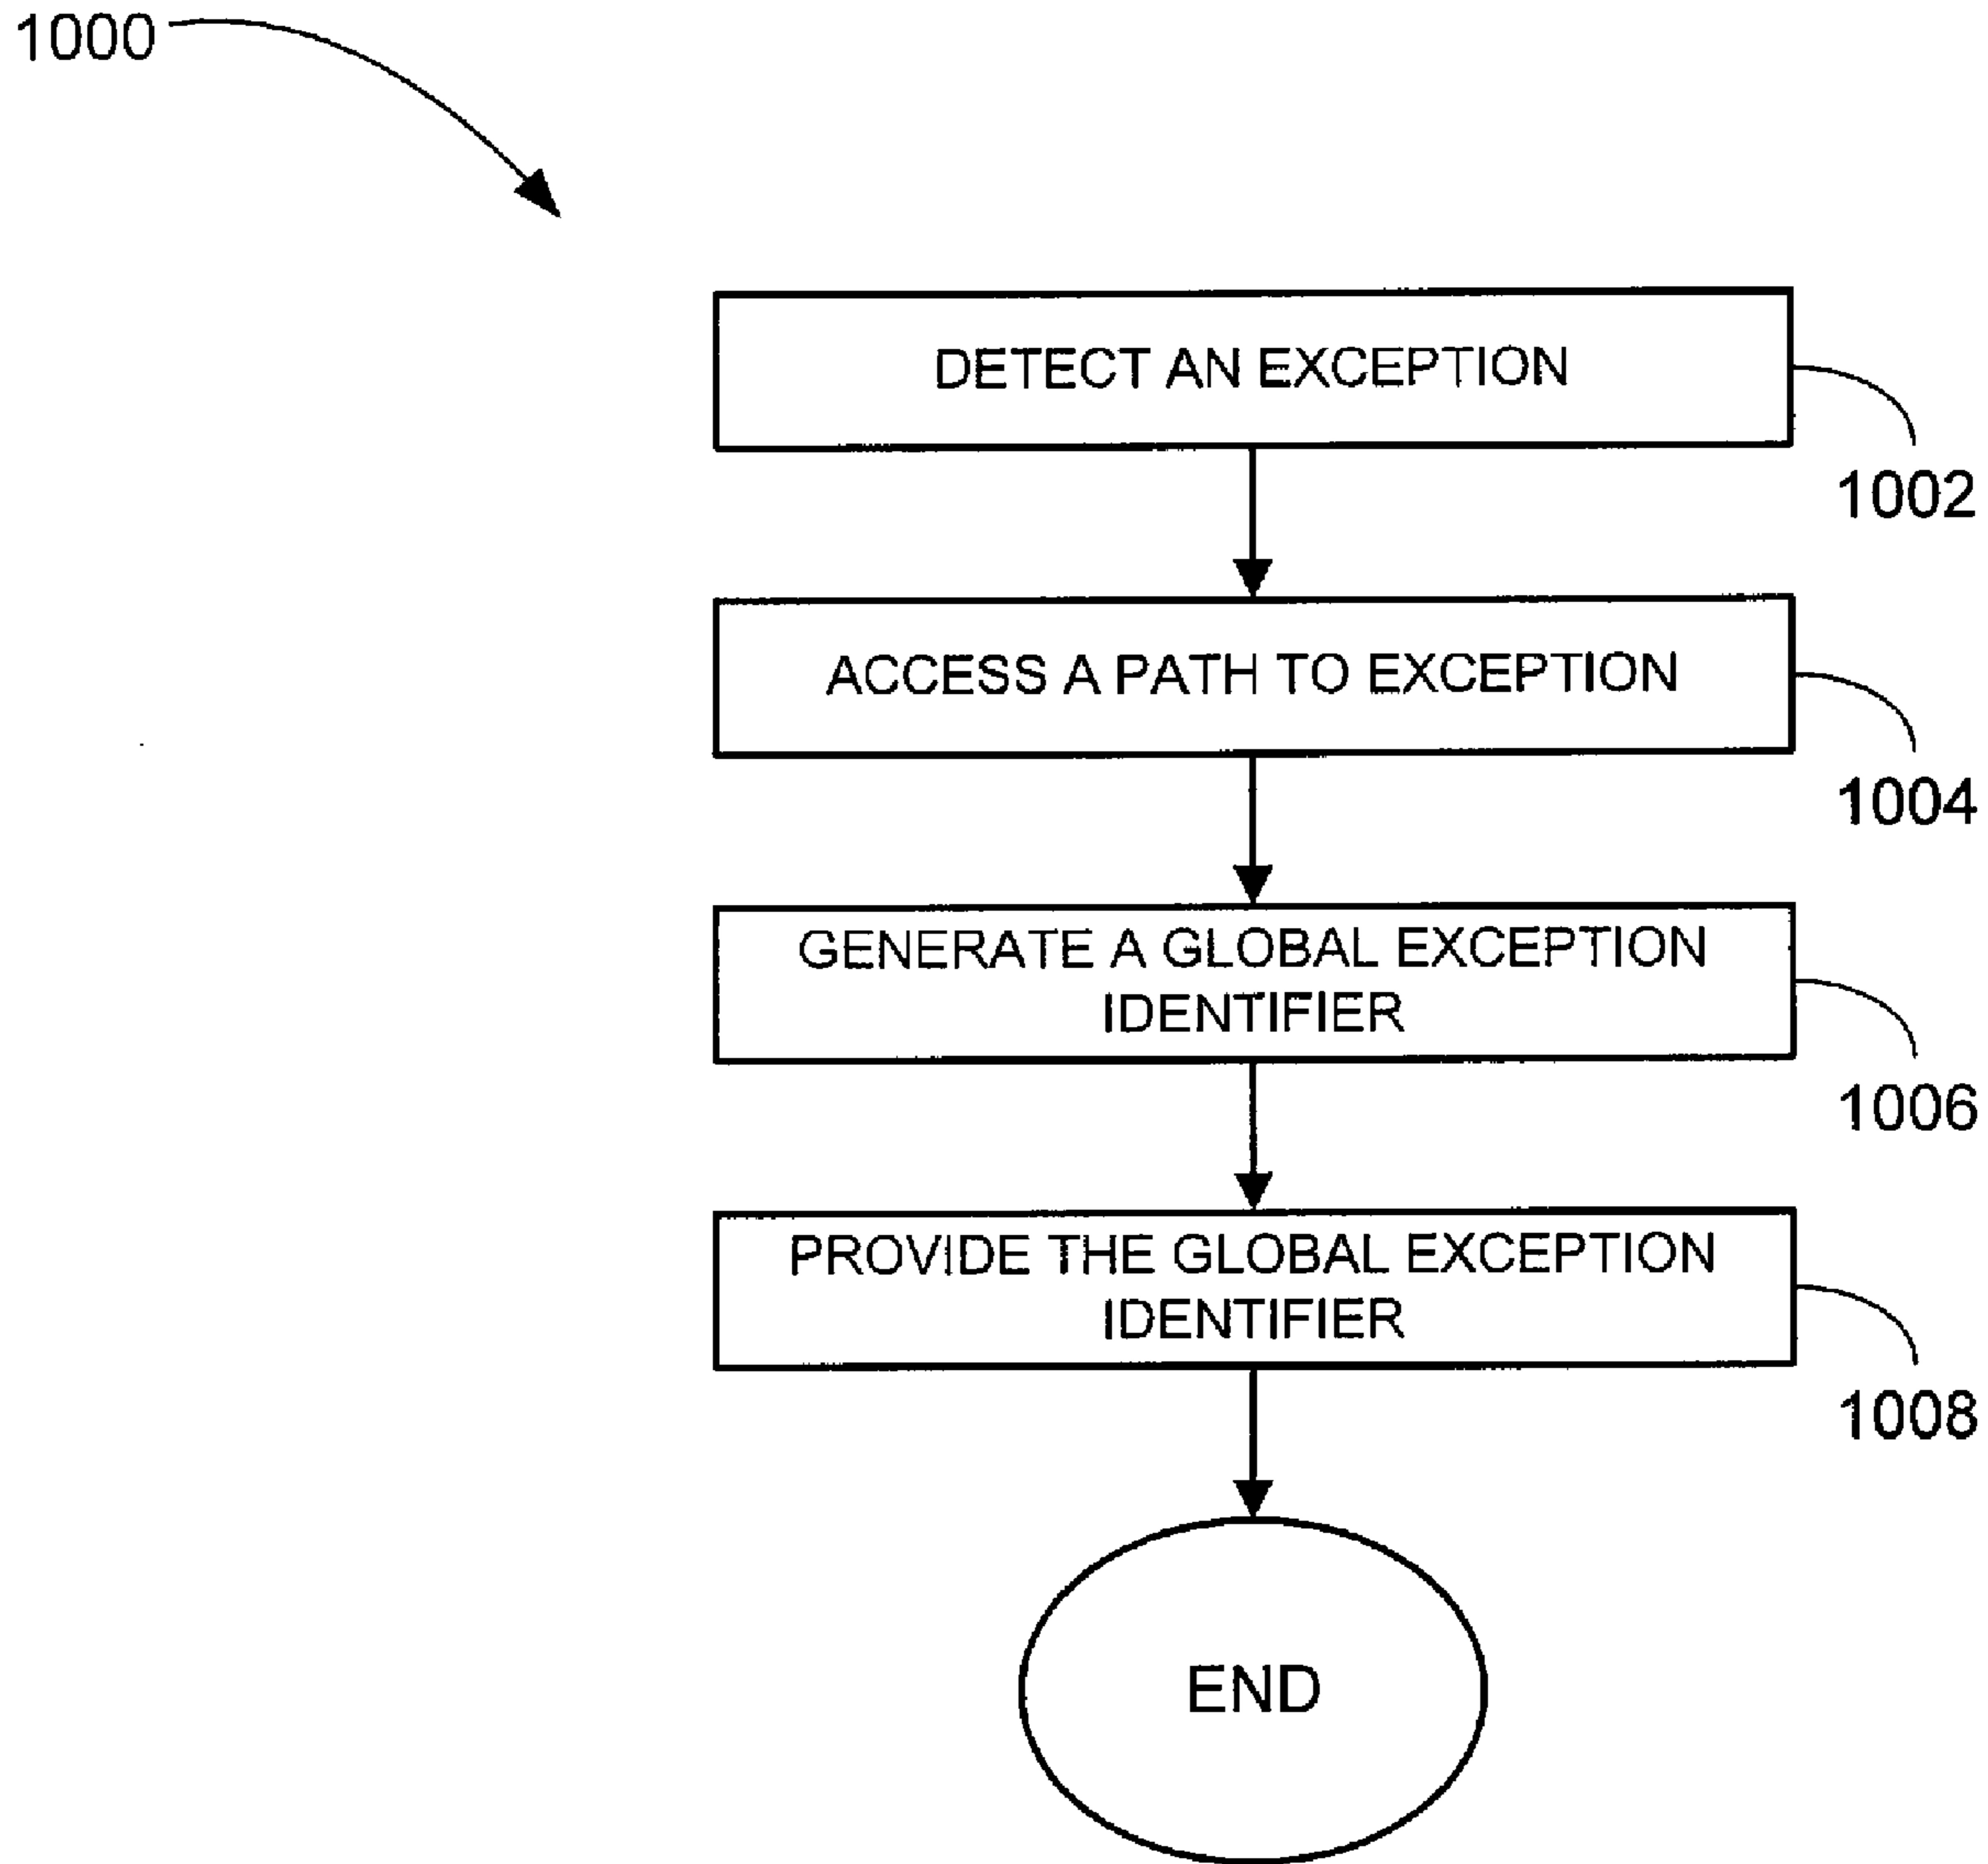 1000
DETECT AN EXCEPTION
1002
ACCESS A PATH TO EXCEPTION
1004
GENERATE A GLOBAL EXCEPTION
IDENTIFIER
1006
PROVIDE THE GLOBAL EXCEPTION
IDENTIFIER
1008
END